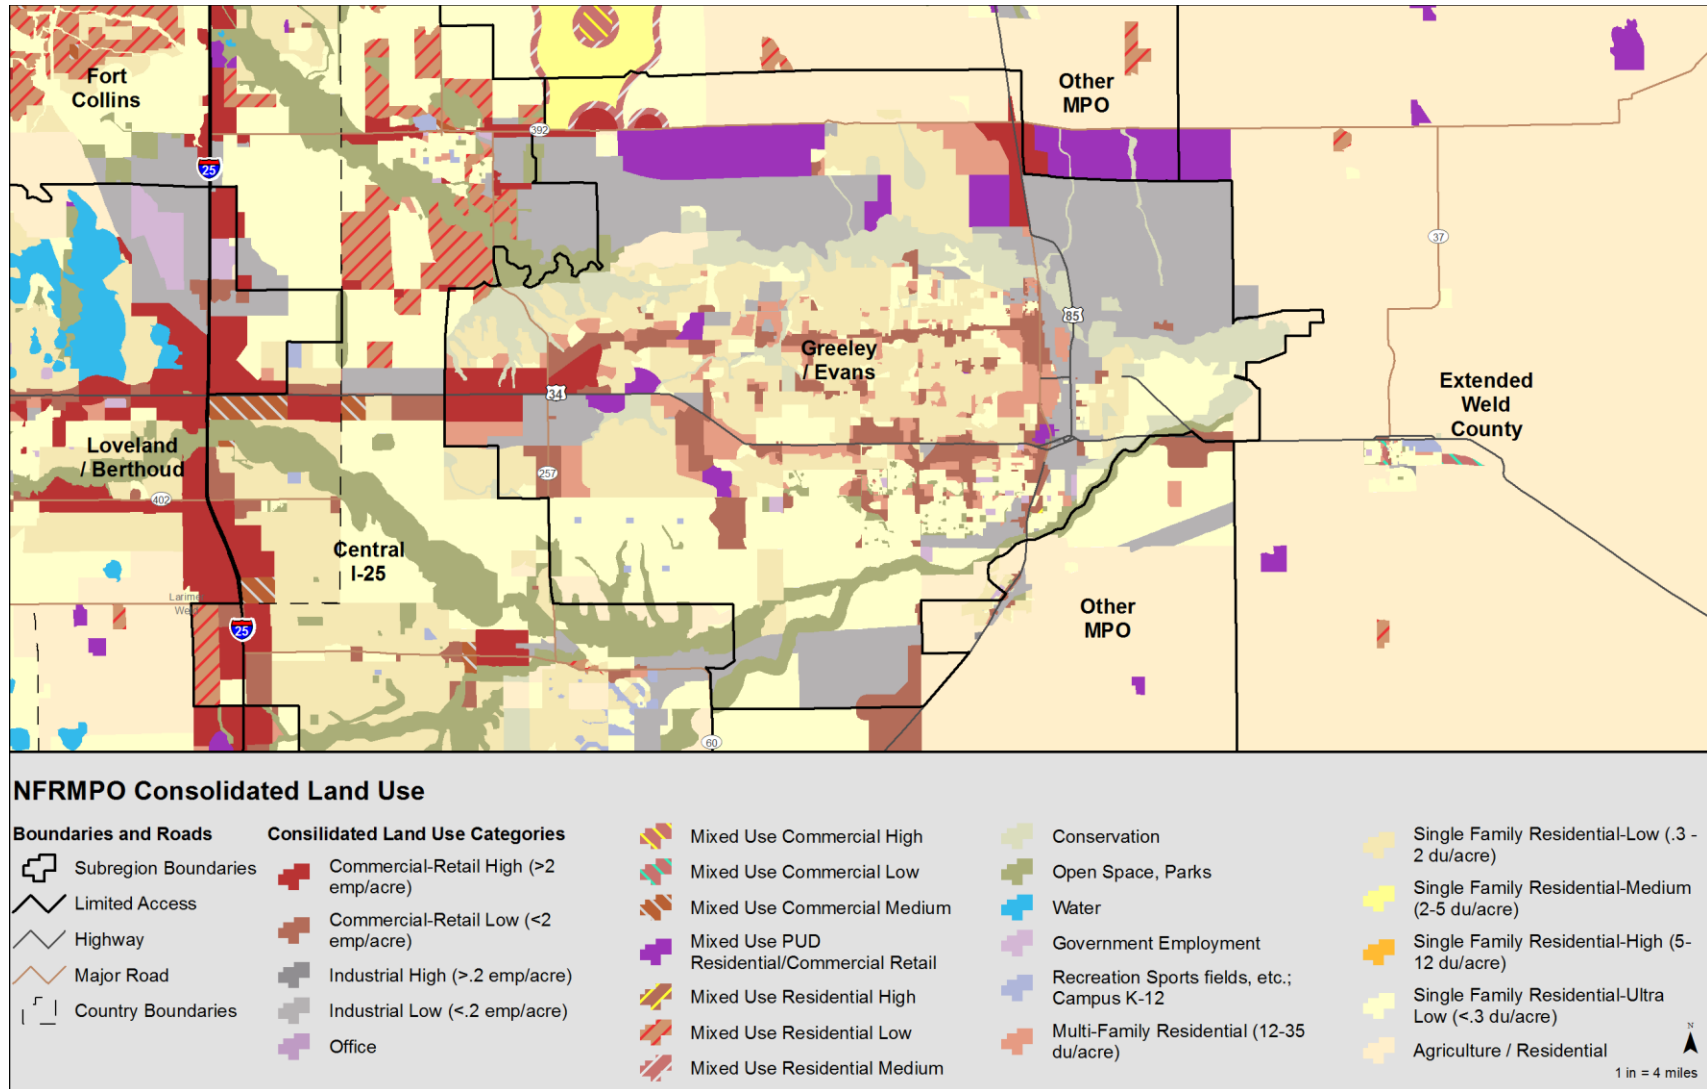 Fort
Collins
Other
MPO
392
25
37
85
Greeley
/ Evans
34
Extended
Weld
County
Loveland
/ Berthoud
257
402
Central
I-25
Other
MPO
25
60
NFRMPO Consolidated Land Use
Boundaries and Roads
Subregion Boundaries
Limited Access
Highway
Major Road
Country Boundaries
Consilidated Land Use Categories
Commercial-Retail High (>2
emp/acre)
Commercial-Retail Low (<2
emp/acre)
Industrial High (>.2 emp/acre)
Industrial Low (<.2 emp/acre)
Office
Mixed Use Commercial High
Mixed Use Commercial Low
Mixed Use Commercial Medium
Mixed Use PUD
Residential/Commercial Retail
Mixed Use Residential High
Mixed Use Residential Low
Mixed Use Residential Medium
Conservation
Open Space, Parks
Water
Government Employment
Recreation Sports fields, etc.;
Campus K-12
Multi-Family Residential (12-35
du/acre)
Single Family Residential-Low (.3 -
2 du/acre)
Single Family Residential-Medium
(2-5 du/acre)
Single Family Residential-High (5-
12 du/acre)
Single Family Residential-Ultra
Low (<.3 du/acre)
Agriculture / Residential
N
1 in = 4 miles